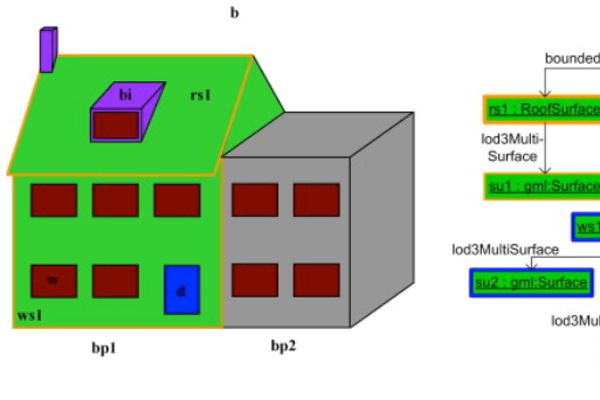 b
bi
rs1
w
d
ws1
bp1
bp2
bounded
rs1 : RoofSurface
lod3Multi-
Surface
su1 : gml:Surface
ws1
lod3MultiSurface
su2 : gml:Surface
lod3Mul